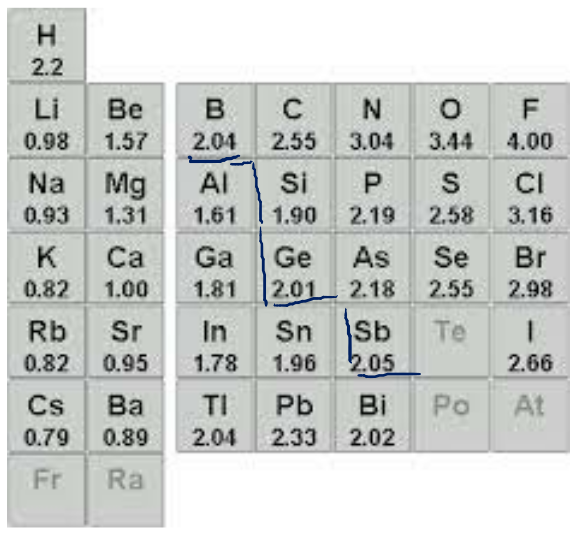 H
2.2
Li Be B C N O F
0.98 1.57 2.04 2.55 3.04 3.44 4.00
Na Mg Al Si P S Cl
0.93 1.31 1.61 1.90 2.19 2.58 3.16
K Ca Ga Ge As Se Br
0.82 1.00 1.81 2.01 2.18 2.55 2.98
Rb Sr In Sn Sb Te I
0.82 0.95 1.78 1.96 2.05 2.66
Cs Ba Tl Pb Bi Po At
0.79 0.89 2.04 2.33 2.02
Fr Ra